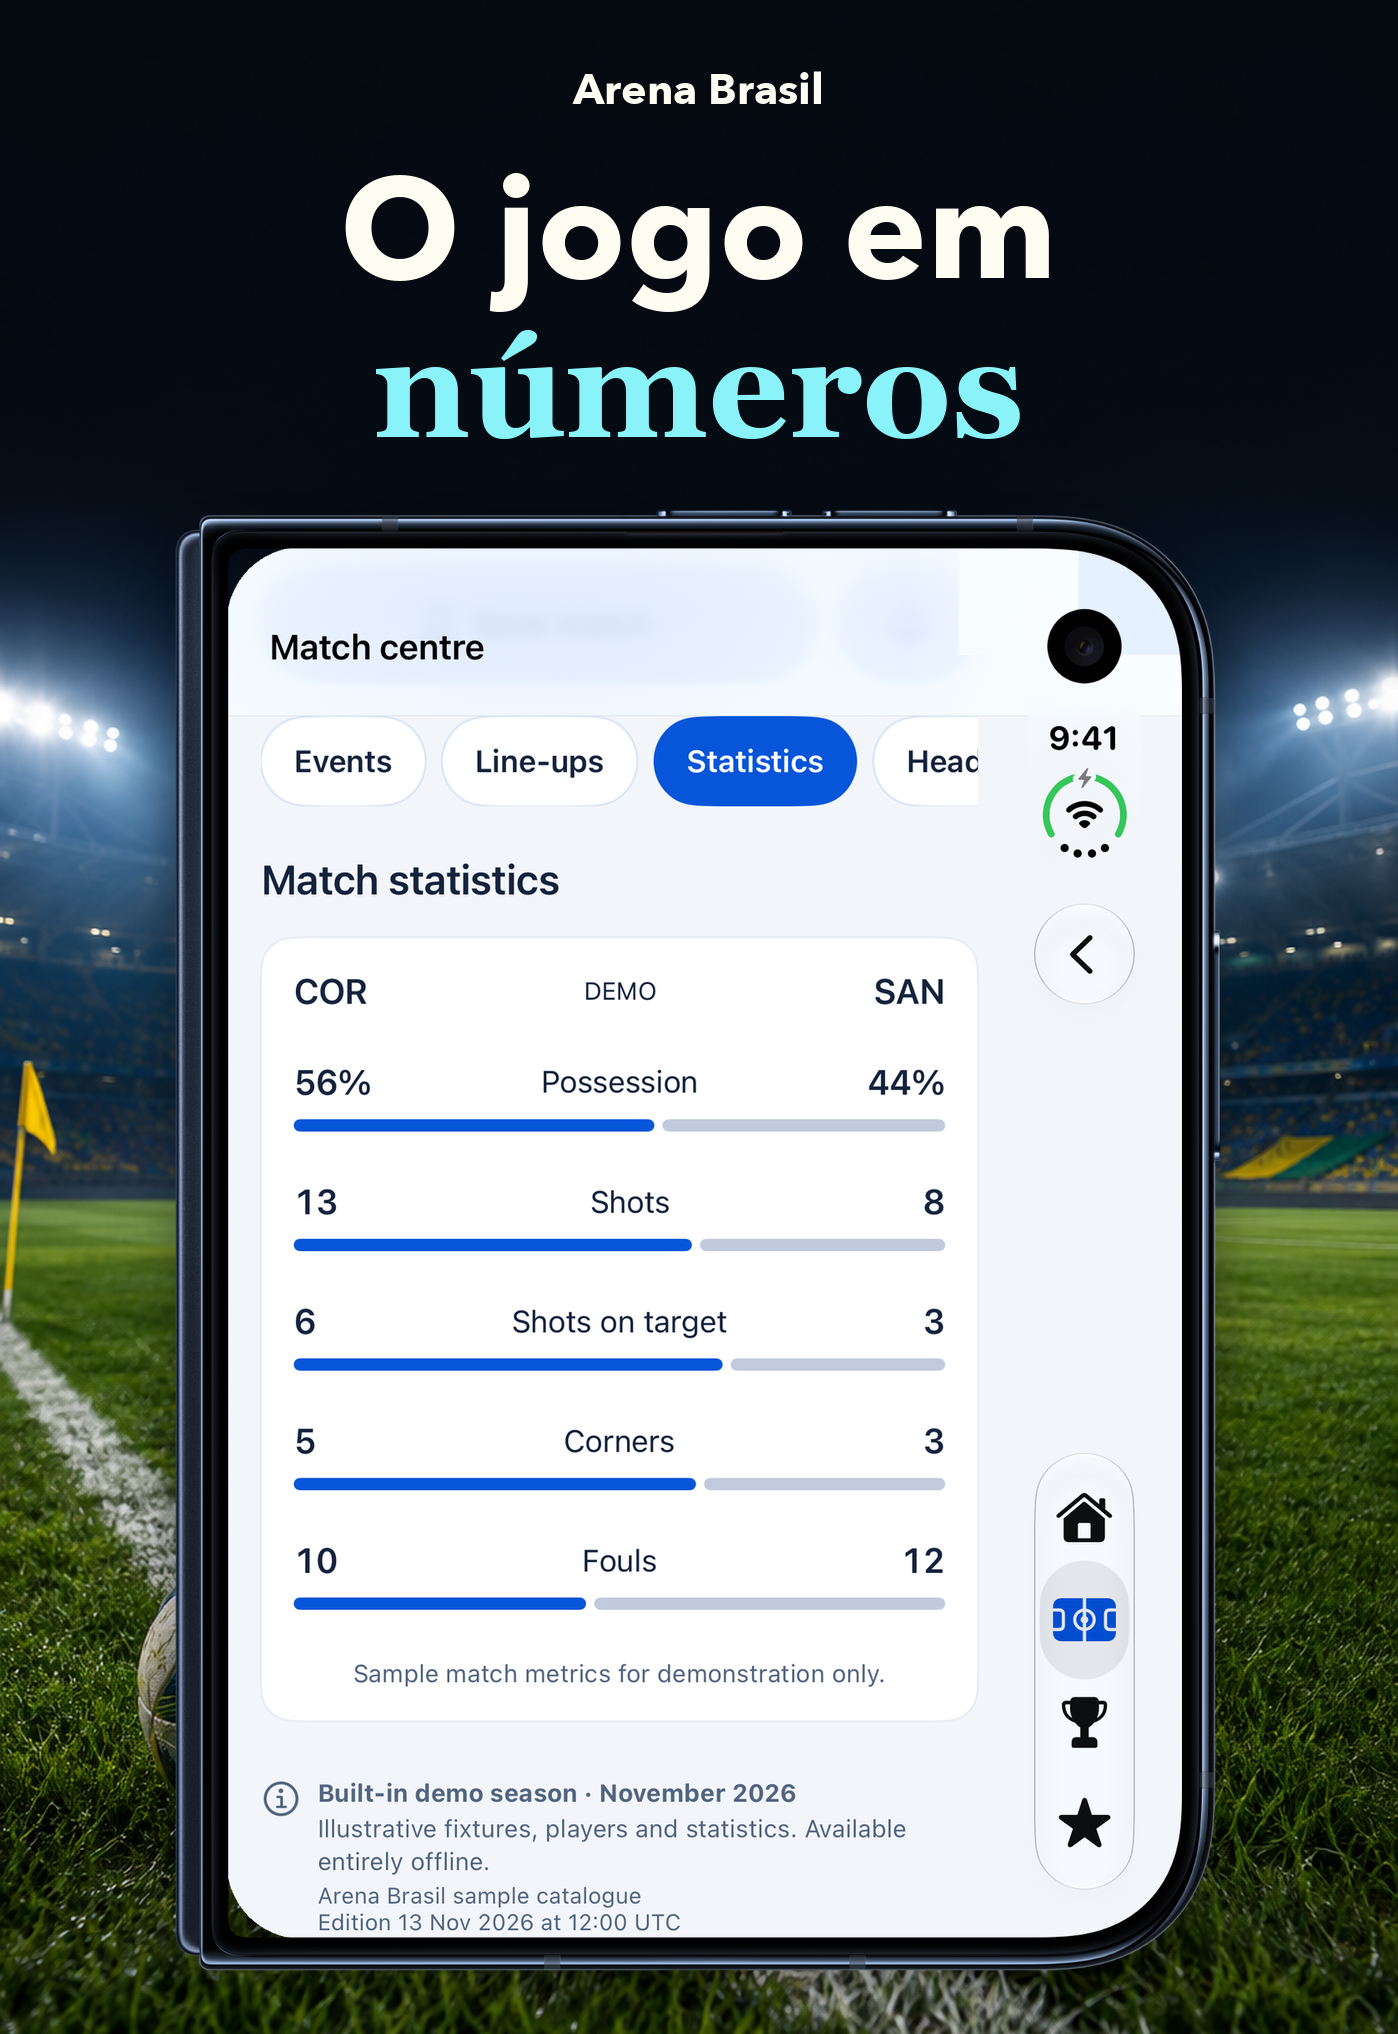 Arena Brasil
O jogo em
números
Match centre
9:41
Events Line-ups Statistics Head
Match statistics
COR DEMO SAN
56% Possession 44%
13 Shots 8
6 Shots on target 3
5 Corners 3
10 Fouls 12
Sample match metrics for demonstration only.
Built-in demo season · November 2026
Illustrative fixtures, players and statistics. Available
entirely offline.
Arena Brasil sample catalogue
Edition 13 Nov 2026 at 12:00 UTC